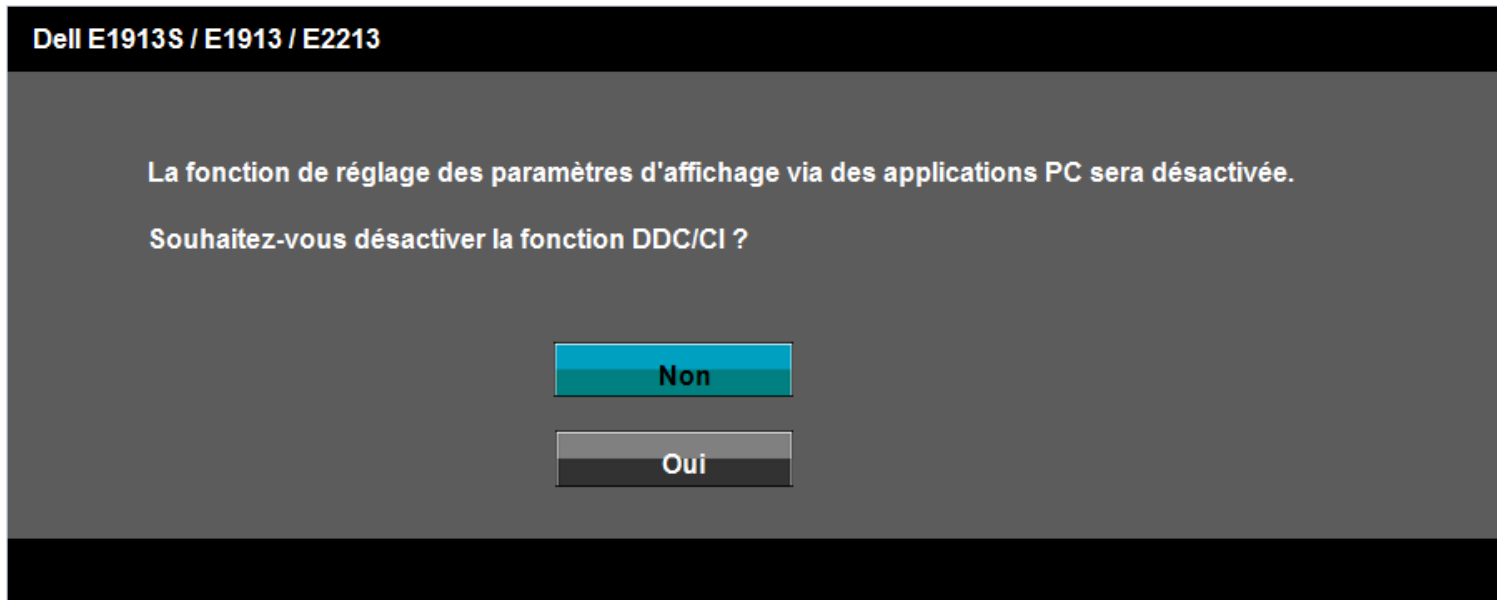 Dell E1913S / E1913 / E2213
La fonction de réglage des paramètres d'affichage via des applications PC sera désactivée.
Souhaitez-vous désactiver la fonction DDC/CI ?
Non
Oui